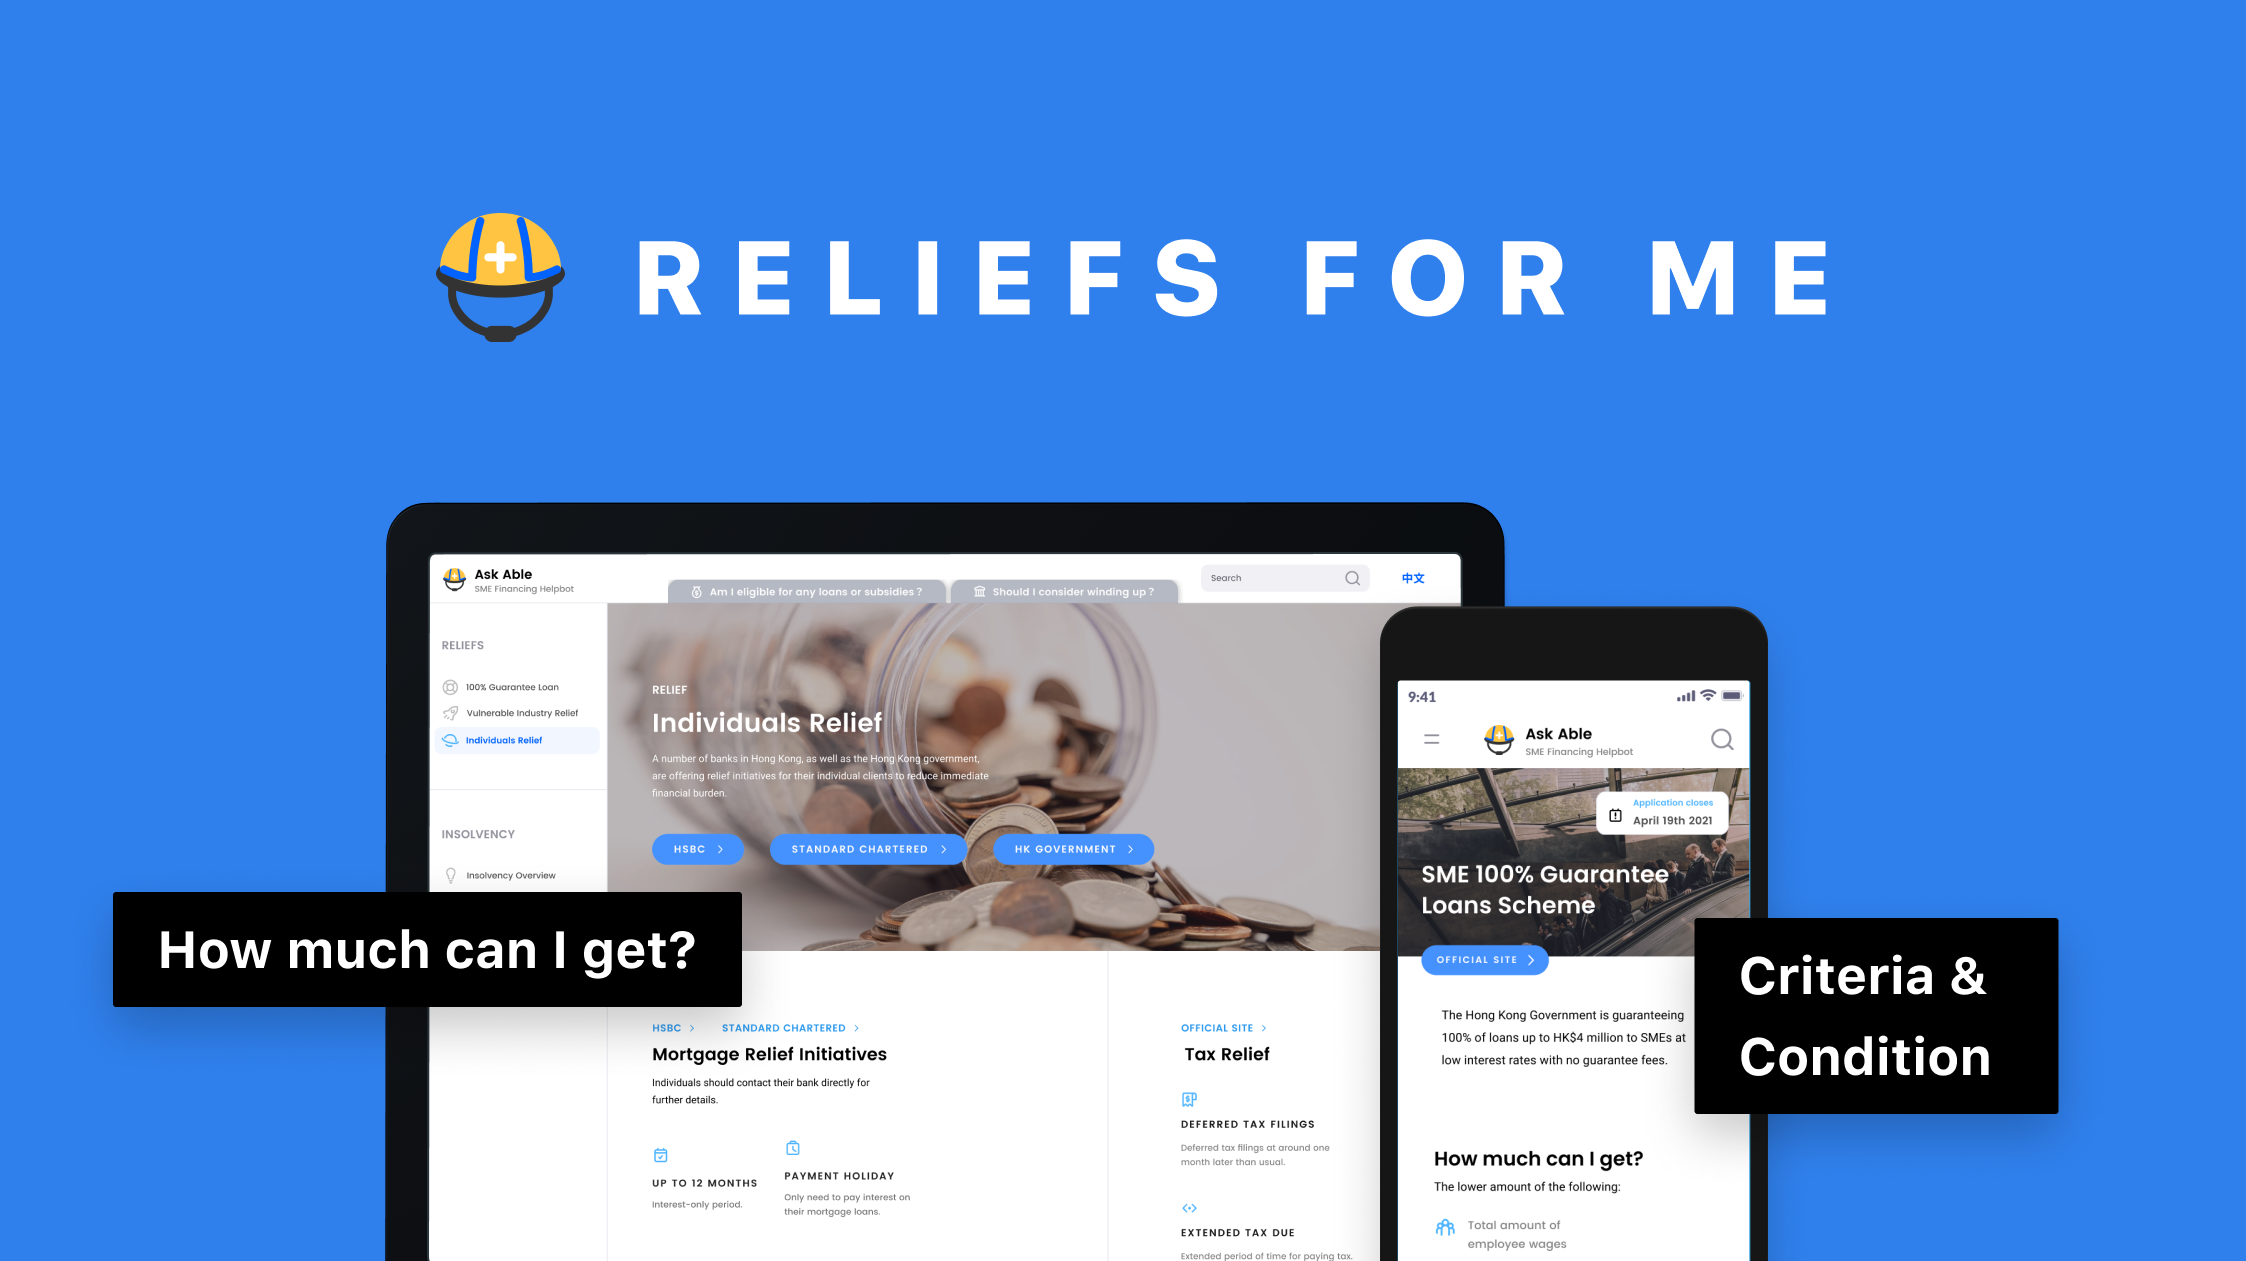 RELIEFS FOR ME
Ask Able
SME Financing Helpbot
Am I eligible for any loans or subsidies ?
Should I consider winding up ?
Search
中文
RELIEFS
100% Guarantee Loan
Vulnerable Industry Relief
Individuals Relief
INSOLVENCY
Insolvency Overview
RELIEF
Individuals Relief
A number of banks in Hong Kong, as well as the Hong Kong government,
are offering relief initiatives for their individual clients to reduce immediate
financial burden.
HSBC
STANDARD CHARTERED
HK GOVERNMENT
How much can I get?
HSBC
STANDARD CHARTERED
Mortgage Relief Initiatives
Individuals should contact their bank directly for
further details.
UP TO 12 MONTHS
Interest-only period.
PAYMENT HOLIDAY
Only need to pay interest on
their mortgage loans.
OFFICIAL SITE
Tax Relief
DEFERRED TAX FILINGS
Deferred tax filings at around one
month later than usual.
EXTENDED TAX DUE
Extended period of time for paying tax.
9:41
Ask Able
SME Financing Helpbot
Application closes
April 19th 2021
SME 100% Guarantee
Loans Scheme
OFFICIAL SITE
The Hong Kong Government is guaranteeing
100% of loans up to HK$4 million to SMEs at
low interest rates with no guarantee fees.
How much can I get?
The lower amount of the following:
Total amount of
employee wages
Criteria &
Condition